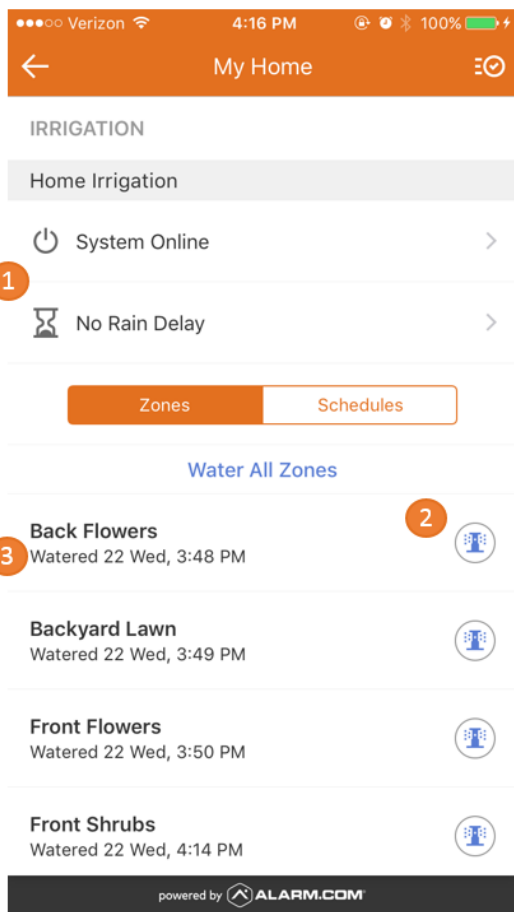 Verizon 4:16 PM 100%
My Home
IRRIGATION
Home Irrigation
System Online
1
No Rain Delay
Zones Schedules
Water All Zones
2
Back Flowers
3
Watered 22 Wed, 3:48 PM
Backyard Lawn
Watered 22 Wed, 3:49 PM
Front Flowers
Watered 22 Wed, 3:50 PM
Front Shrubs
Watered 22 Wed, 4:14 PM
powered by ALARM.COM